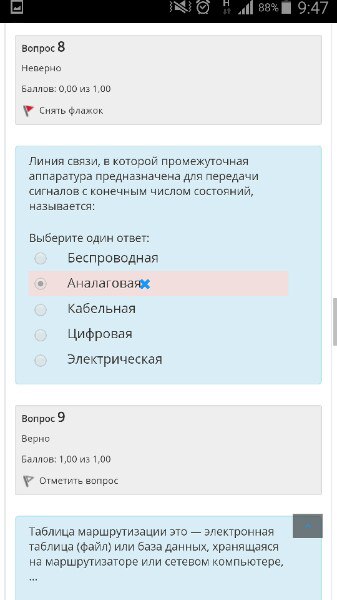 88% 9:47
Вопрос 8
Неверно
Баллов: 0,00 из 1,00
Снять флажок
Линия связи, в которой промежуточная
аппаратура предназначена для передачи
сигналов с конечным числом состояний,
называется:
Выберите один ответ:
Беспроводная
Аналаговая
Кабельная
Цифровая
Электрическая
Вопрос 9
Верно
Баллов: 1,00 из 1,00
Отметить вопрос
Таблица маршрутизации это — электронная
таблица (файл) или база данных, хранящаяся
на маршрутизаторе или сетевом компьютере,
...